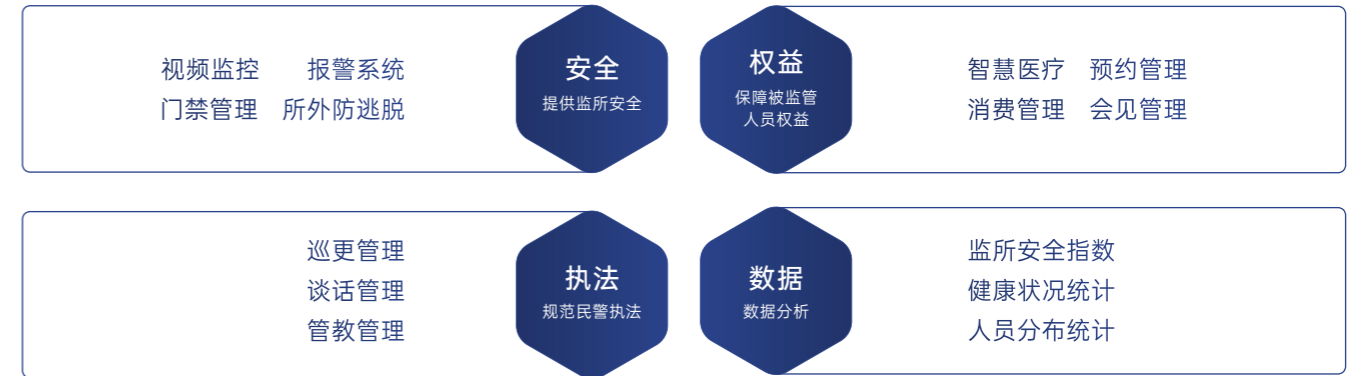 视频监控 报警系统
门禁管理 所外防逃脱
安全
提供监所安全
权益
保障被监管
人员权益
智慧医疗 预约管理
消费管理 会见管理
巡更管理
谈话管理
管教管理
执法
规范民警执法
数据
数据分析
监所安全指数
健康状况统计
人员分布统计